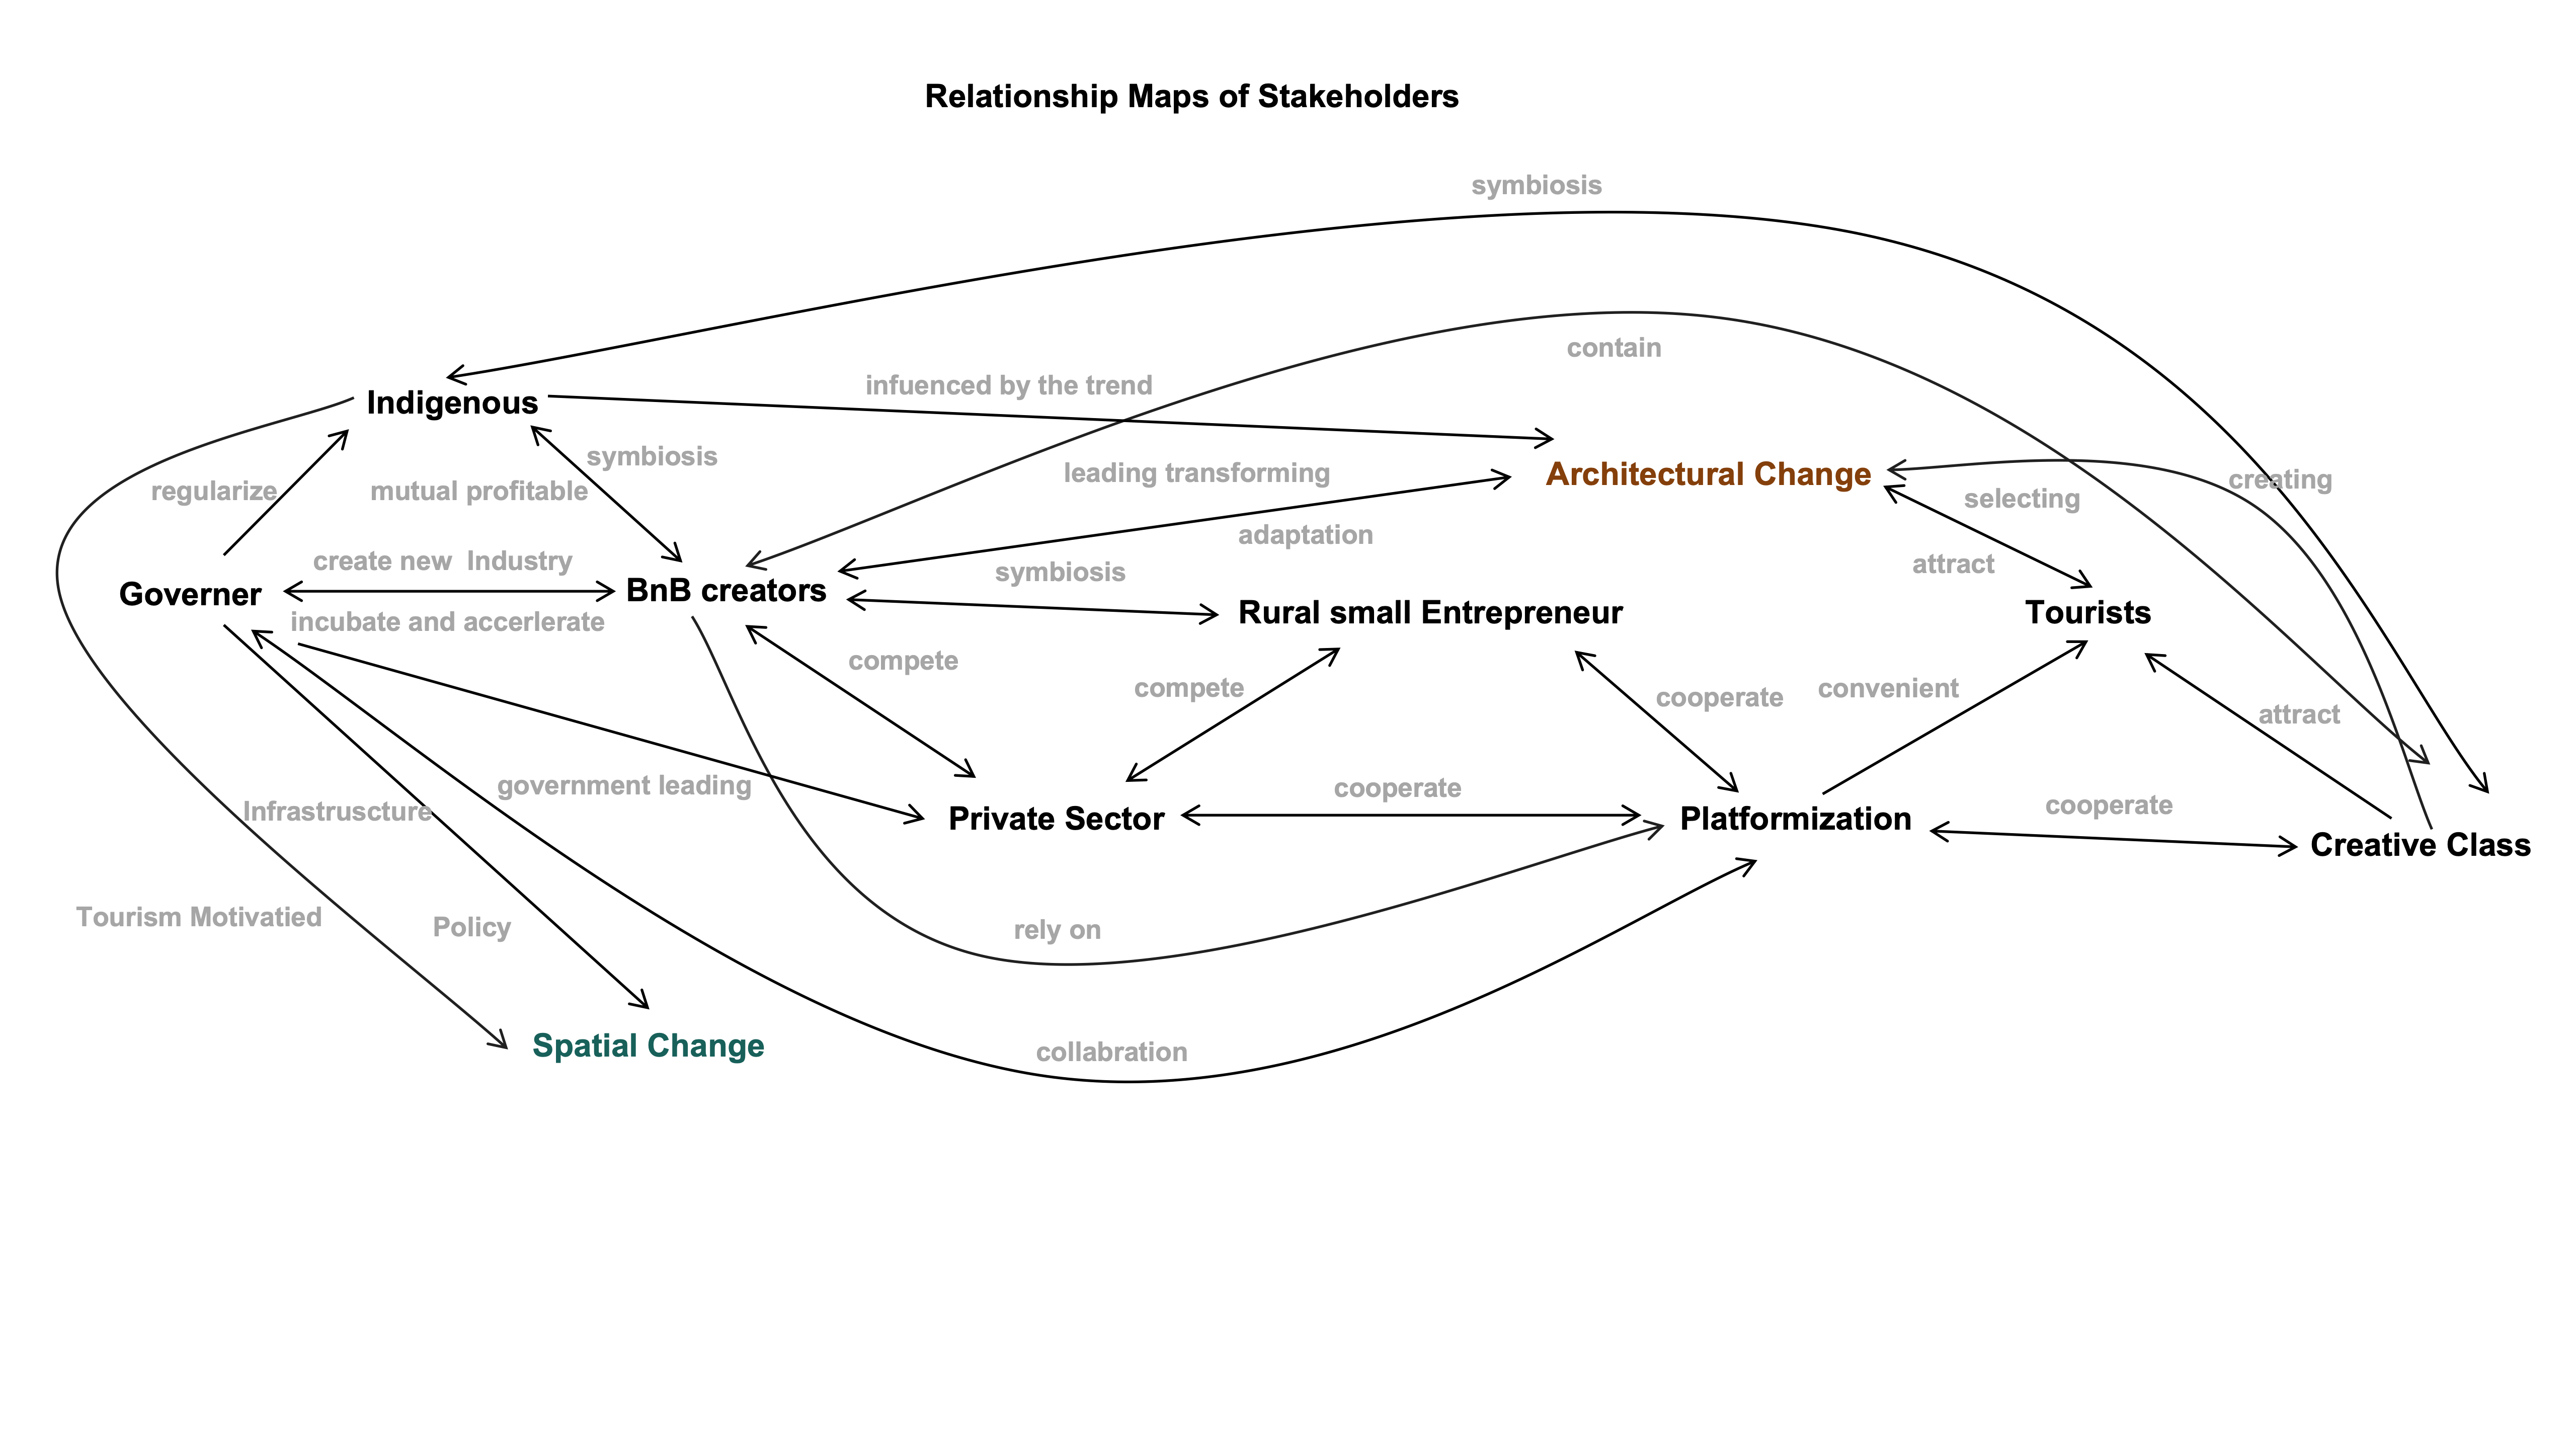 Relationship Maps of Stakeholders
symbiosis
contain
infuenced by the trend
Indigenous
symbiosis
leading transforming
Architectural Change
creating
regularize
mutual profitable
selecting
adaptation
create new  Industry
symbiosis
attract
Governer
BnB creators
Rural small Entrepreneur
Tourists
incubate and accerlerate
compete
compete
cooperate
convenient
attract
government leading
cooperate
Infrastruscture
Private Sector
Platformization
cooperate
Creative Class
Tourism Motivatied
Policy
rely on
Spatial Change
collabration